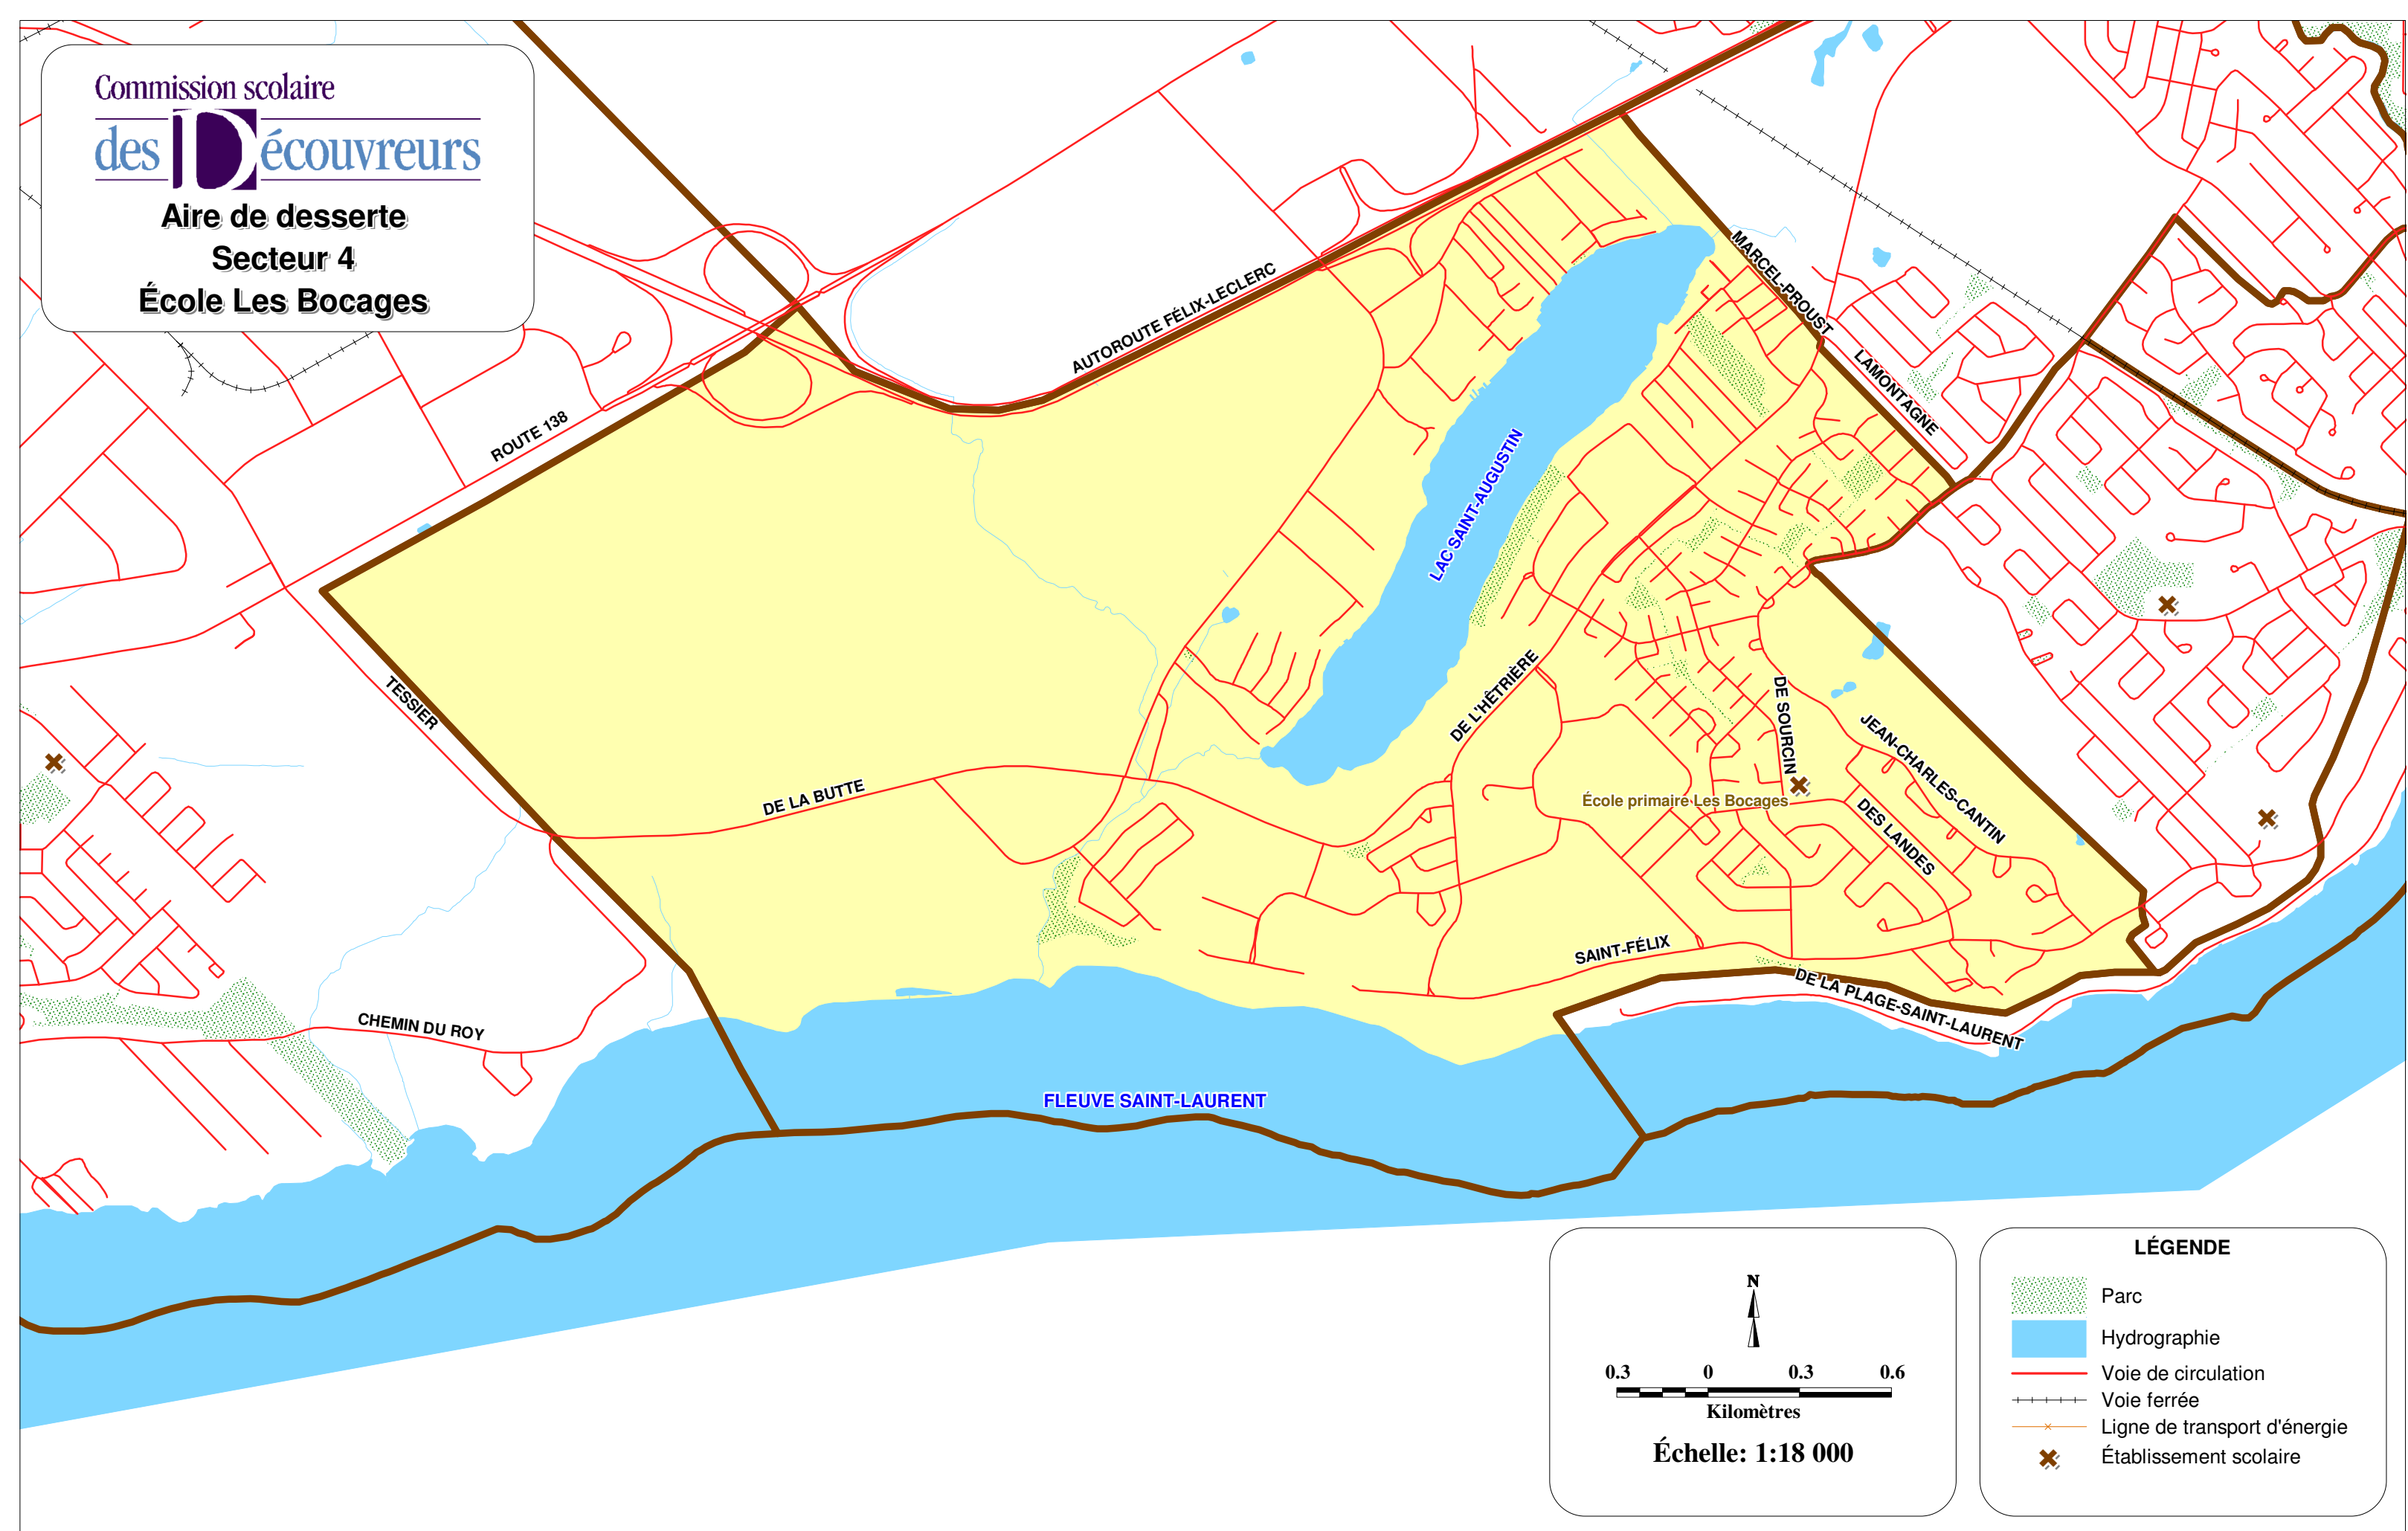 Commission scolaire
des Découvreurs
Aire de desserte
Secteur 4
École Les Bocages
AUTOROUTE FÉLIX-LECLERC
MARCEL-PROUST
LAMONTAGNE
ROUTE 138
LAC SAINT-AUGUSTIN
TESSIER
DE L'HÊTRIÈRE
DE SOURCIN
JEAN-CHARLES-CANTIN
DE LA BUTTE
École primaire Les Bocages
DES LANDES
SAINT-FÉLIX
DE LA PLAGE-SAINT-LAURENT
CHEMIN DU ROY
FLEUVE SAINT-LAURENT
N
0.3 0 0.3 0.6
Kilomètres
Échelle: 1:18 000
LÉGENDE
Parc
Hydrographie
Voie de circulation
Voie ferrée
Ligne de transport d'énergie
Établissement scolaire